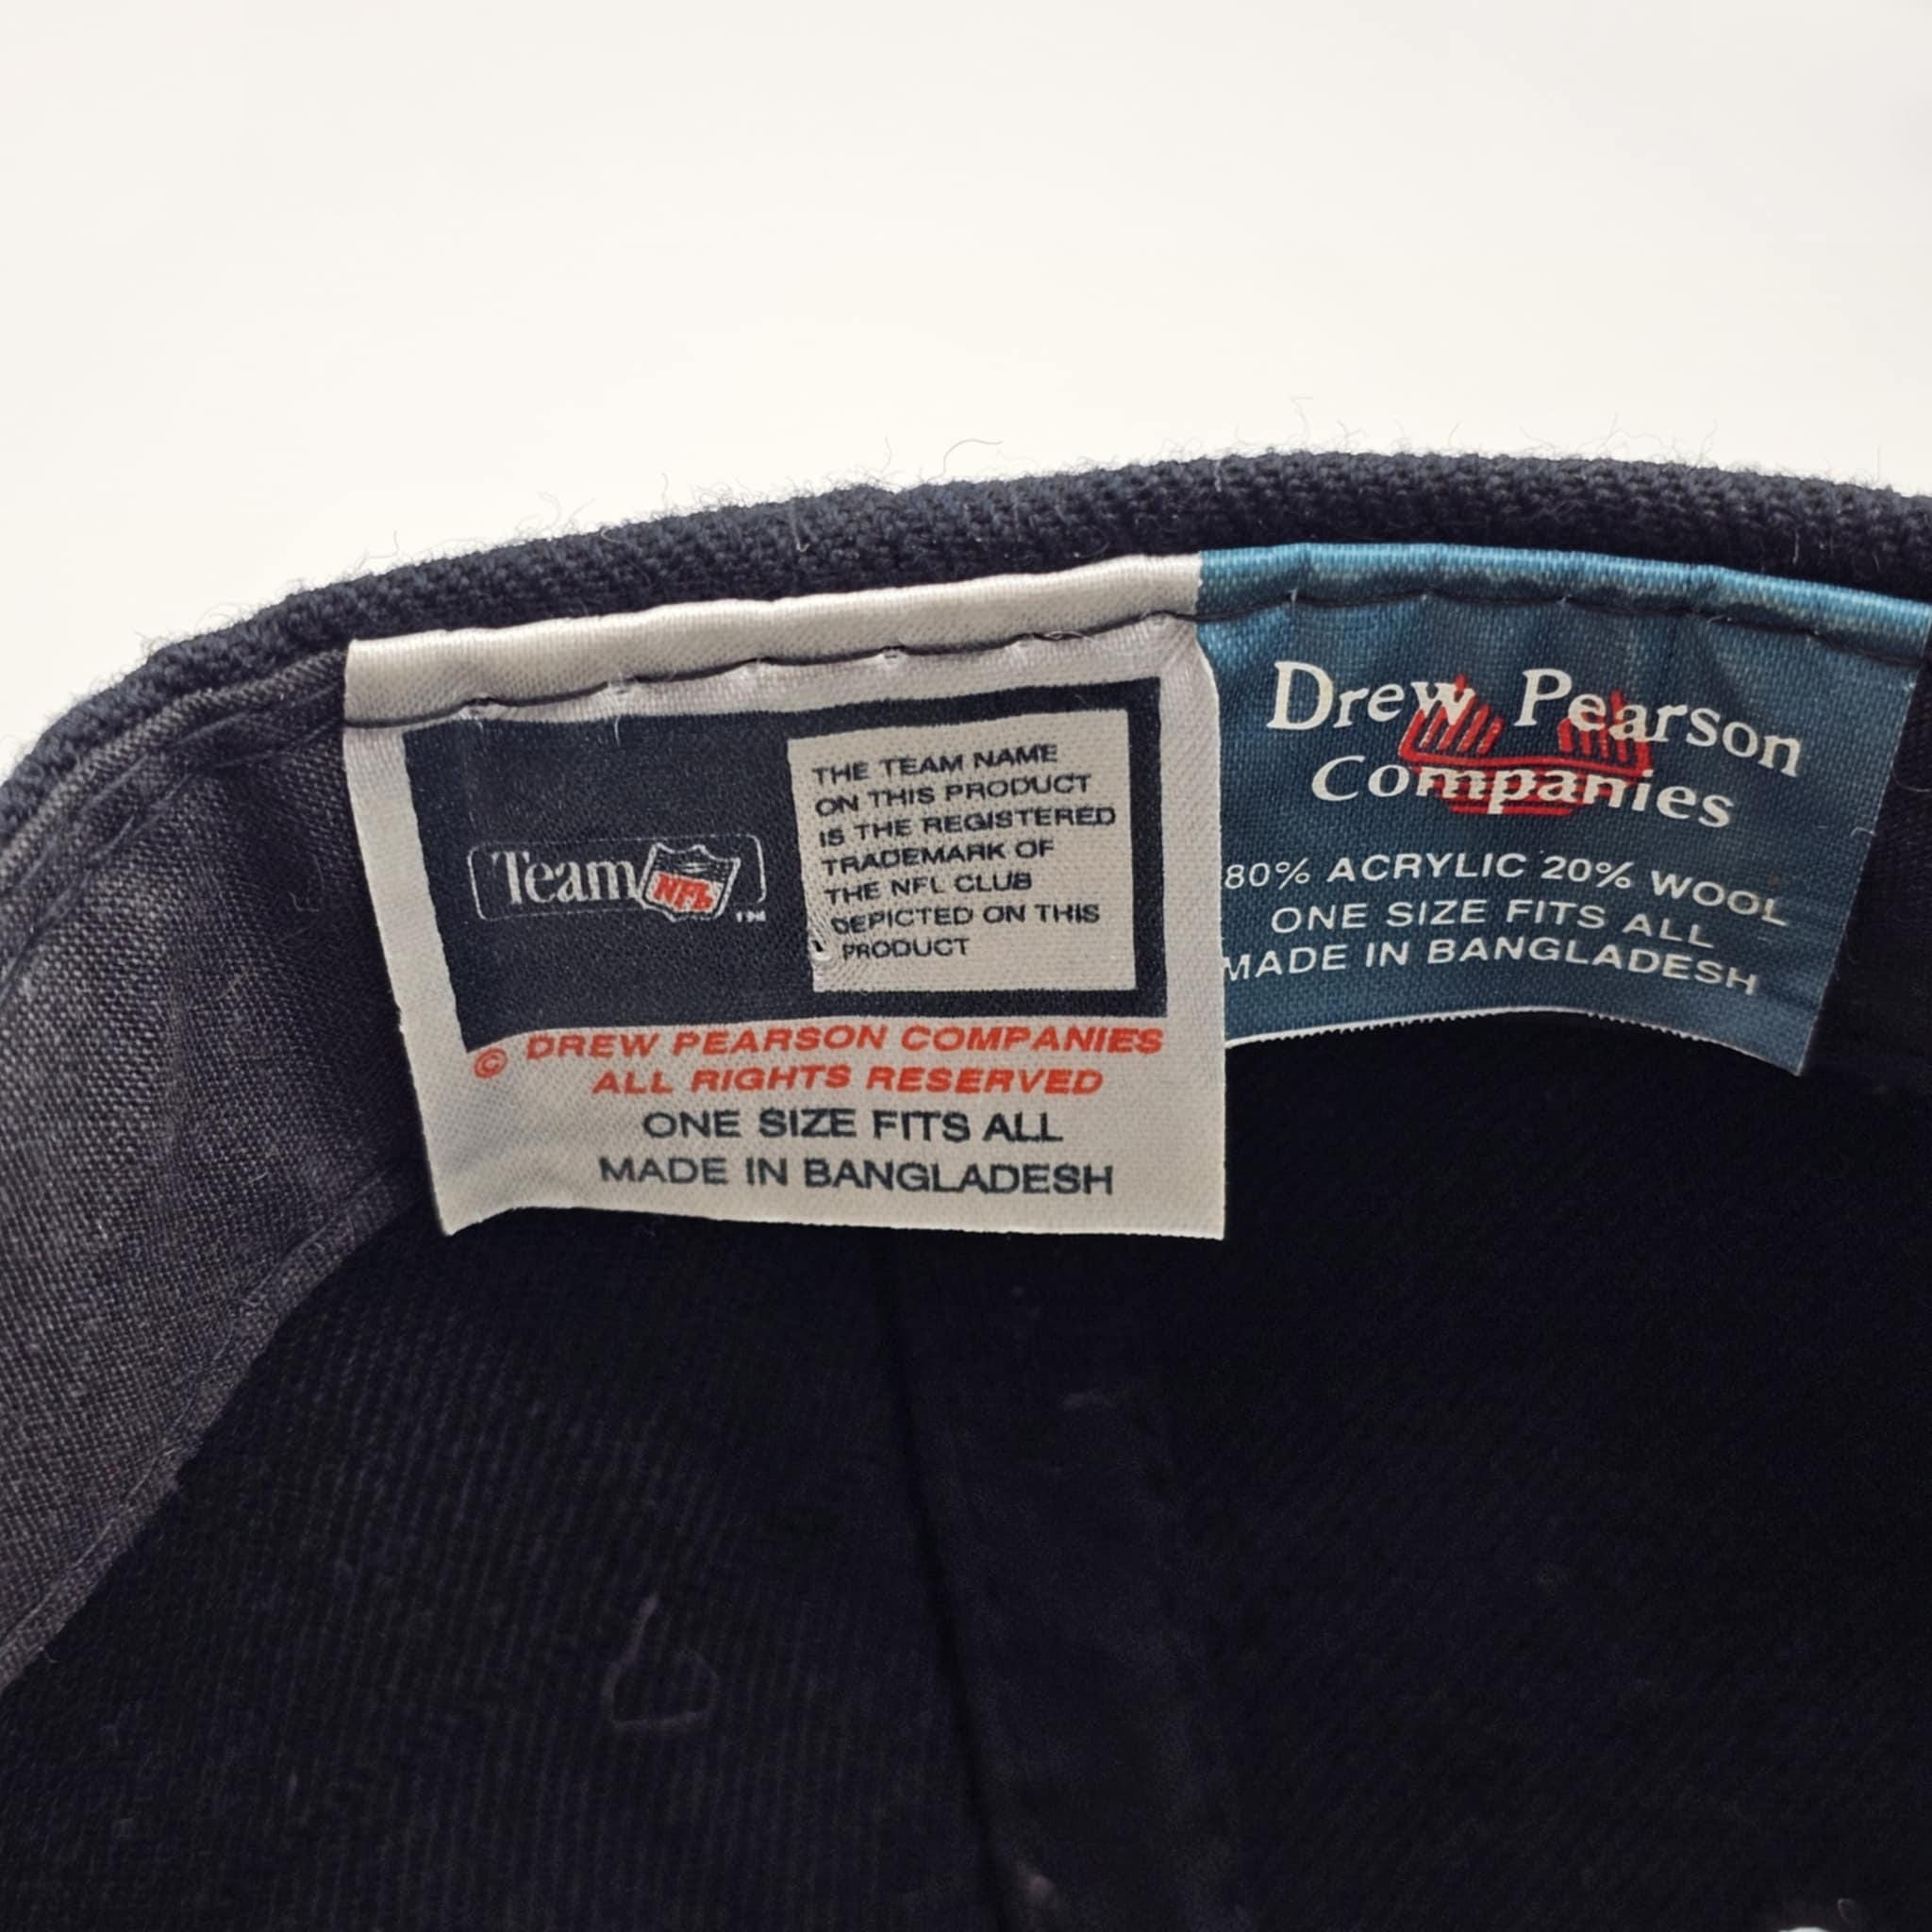 Team NFL TM
THE TEAM NAME
ON THIS PRODUCT
IS THE REGISTERED
TRADEMARK OF
THE NFL CLUB
DEPICTED ON THIS
PRODUCT
© DREW PEARSON COMPANIES
ALL RIGHTS RESERVED
ONE SIZE FITS ALL
MADE IN BANGLADESH
Drew Pearson
Companies
80% ACRYLIC 20% WOOL
ONE SIZE FITS ALL
MADE IN BANGLADESH